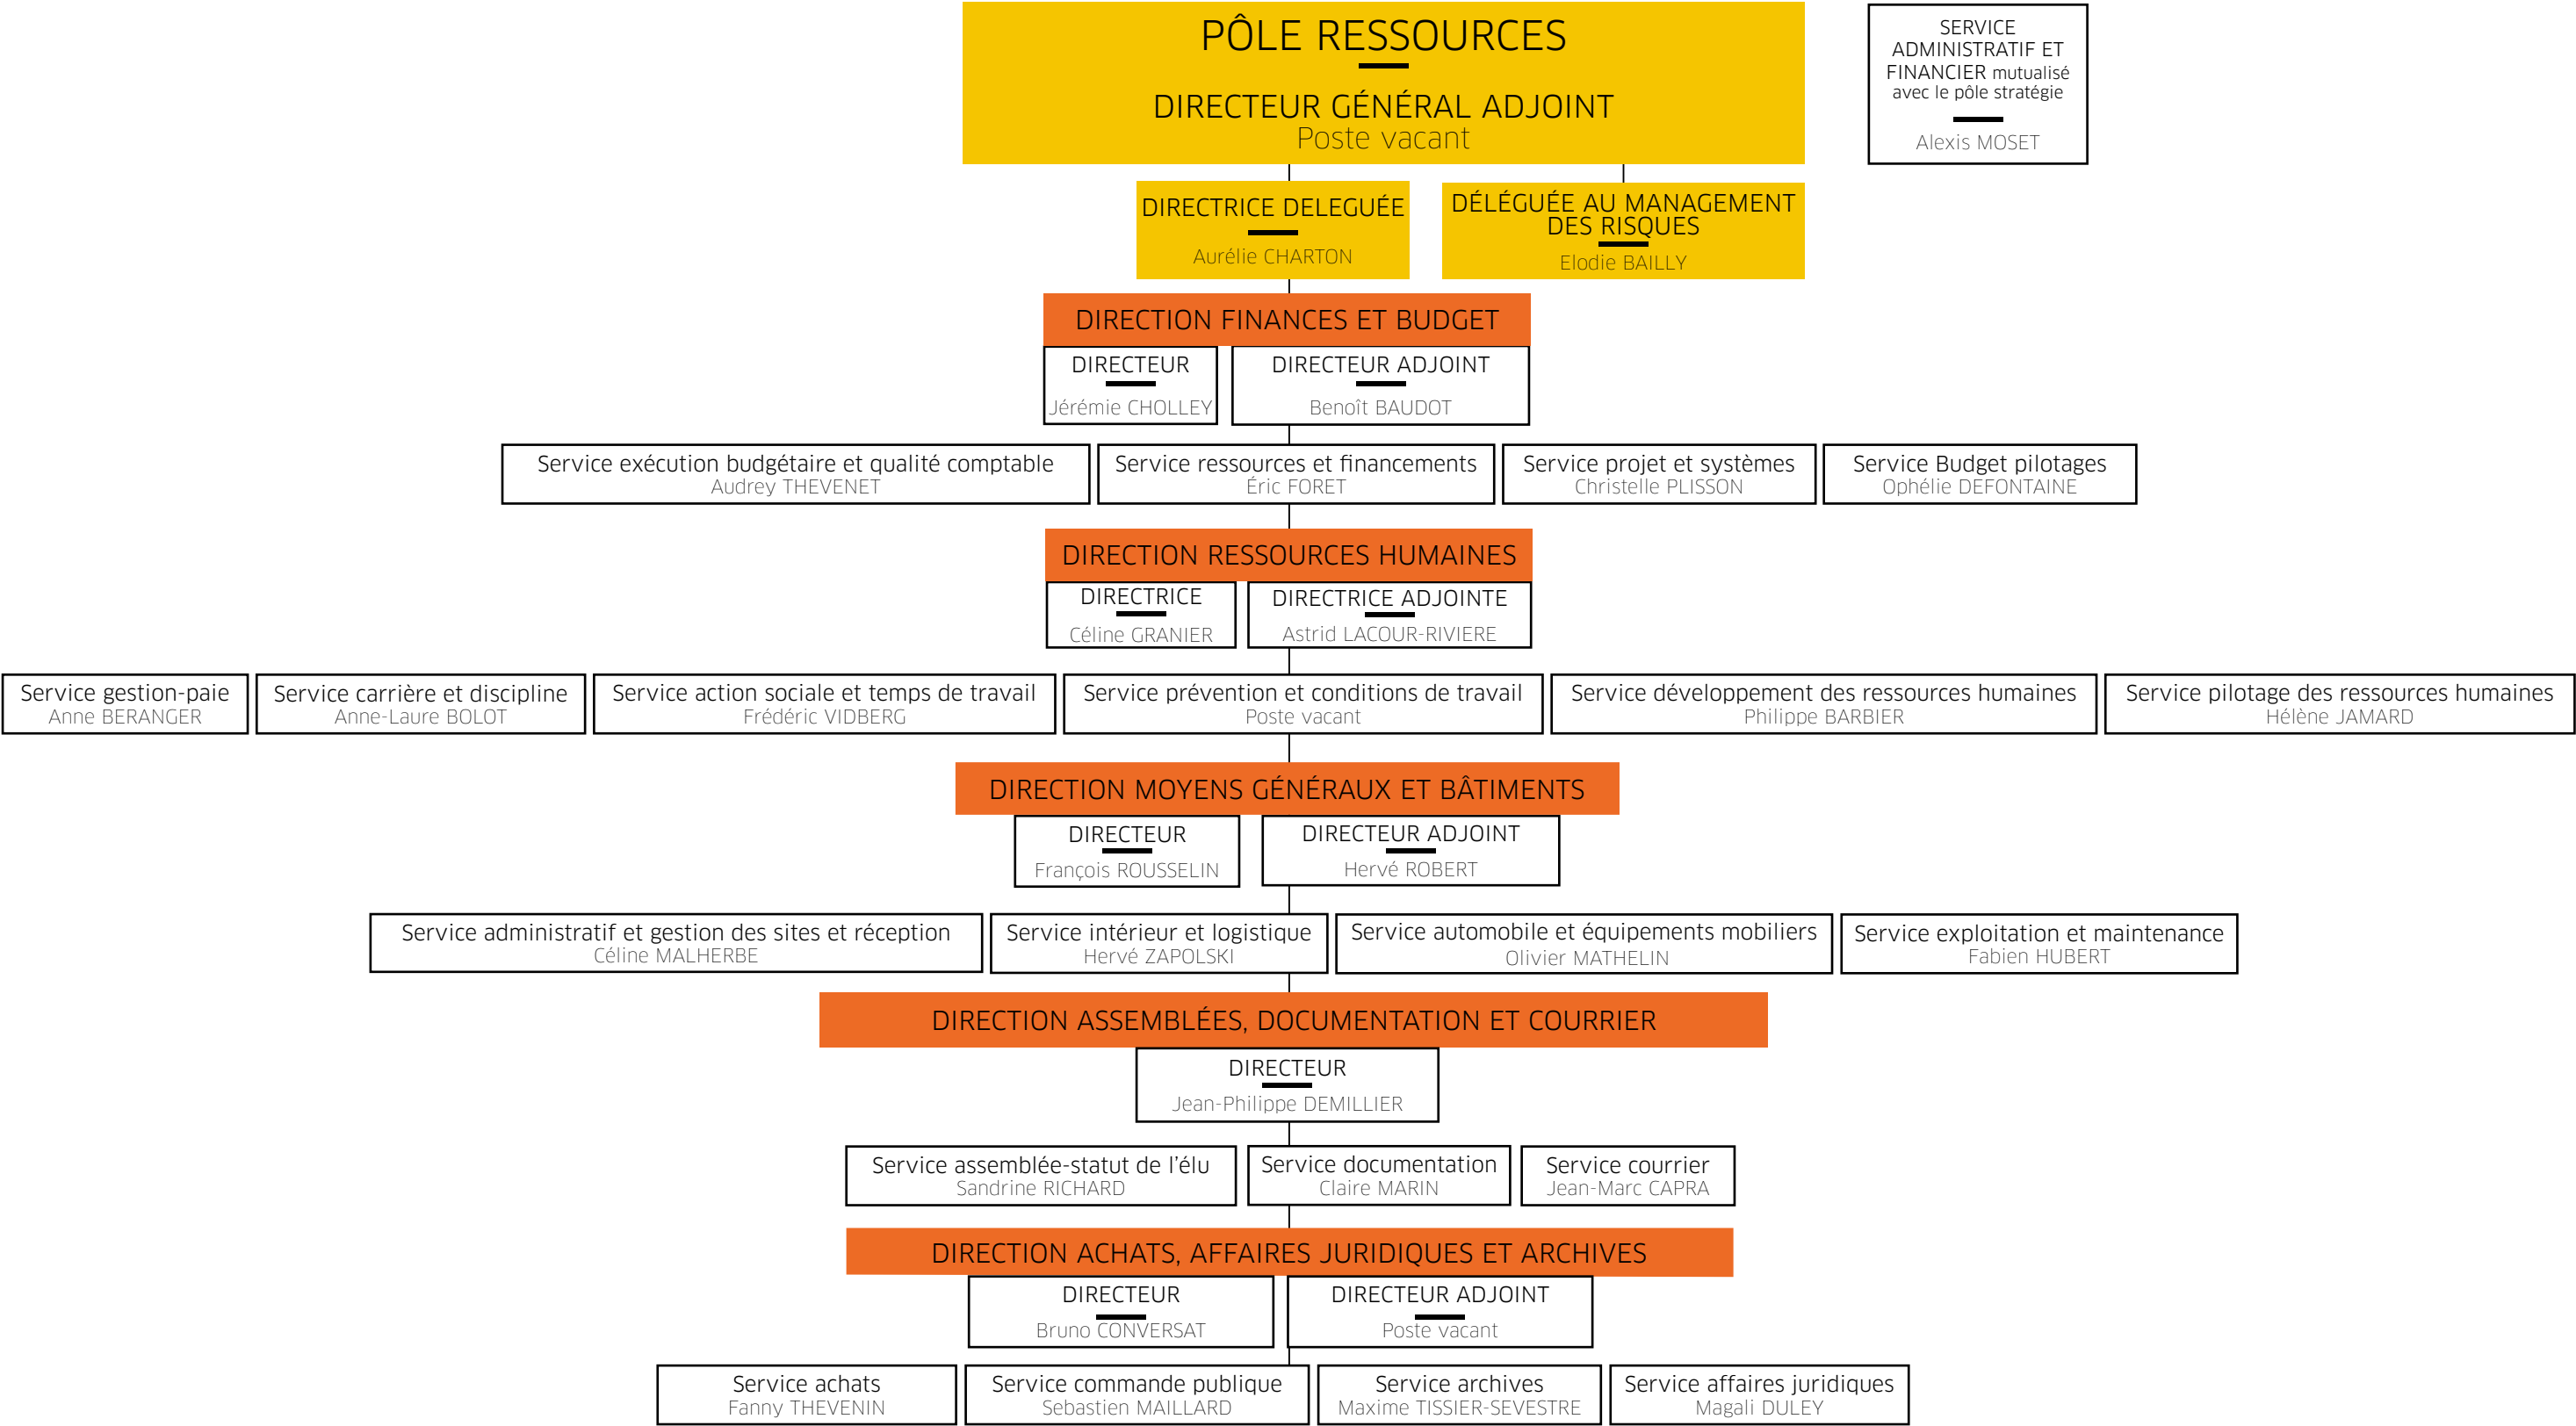 PÔLE RESSOURCES
DIRECTEUR GÉNÉRAL ADJOINT
Poste vacant
SERVICE
ADMINISTRATIF ET
FINANCIER mutualisé
avec le pôle stratégie
Alexis MOSET
DIRECTRICE DELEGUÉE
Aurélie CHARTON
DÉLÉGUÉE AU MANAGEMENT
DES RISQUES
Elodie BAILLY
DIRECTION FINANCES ET BUDGET
DIRECTEUR
Jérémie CHOLLEY
DIRECTEUR ADJOINT
Benoît BAUDOT
Service exécution budgétaire et qualité comptable
Audrey THEVENET
Service ressources et financements
Éric FORET
Service projet et systèmes
Christelle PLISSON
Service Budget pilotages
Ophélie DEFONTAINE
DIRECTION RESSOURCES HUMAINES
DIRECTRICE
Céline GRANIER
DIRECTRICE ADJOINTE
Astrid LACOUR-RIVIERE
Service gestion-paie
Anne BERANGER
Service carrière et discipline
Anne-Laure BOLOT
Service action sociale et temps de travail
Frédéric VIDBERG
Service prévention et conditions de travail
Poste vacant
Service développement des ressources humaines
Philippe BARBIER
Service pilotage des ressources humaines
Hélène JAMARD
DIRECTION MOYENS GÉNÉRAUX ET BÂTIMENTS
DIRECTEUR
François ROUSSELIN
DIRECTEUR ADJOINT
Hervé ROBERT
Service administratif et gestion des sites et réception
Céline MALHERBE
Service intérieur et logistique
Hervé ZAPOLSKI
Service automobile et équipements mobiliers
Olivier MATHELIN
Service exploitation et maintenance
Fabien HUBERT
DIRECTION ASSEMBLÉES, DOCUMENTATION ET COURRIER
DIRECTEUR
Jean-Philippe DEMILLIER
Service assemblée-statut de l'élu
Sandrine RICHARD
Service documentation
Claire MARIN
Service courrier
Jean-Marc CAPRA
DIRECTION ACHATS, AFFAIRES JURIDIQUES ET ARCHIVES
DIRECTEUR
Bruno CONVERSAT
DIRECTEUR ADJOINT
Poste vacant
Service achats
Fanny THEVENIN
Service commande publique
Sebastien MAILLARD
Service archives
Maxime TISSIER-SEVESTRE
Service affaires juridiques
Magali DULEY